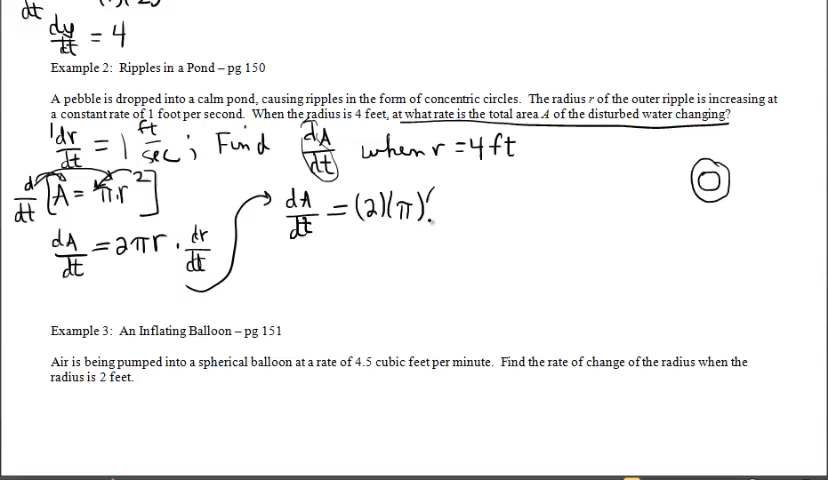 dt
dy/dt = 4
Example 2: Ripples in a Pond – pg 150
A pebble is dropped into a calm pond, causing ripples in the form of concentric circles. The radius r of the outer ripple is increasing at
a constant rate of 1 foot per second. When the radius is 4 feet, at what rate is the total area A of the disturbed water changing?
dr/dt = 1 ft/sec ; Find dA/dt when r = 4 ft
d/dt [A = π·r²]
dA/dt = 2πr · dr/dt
dA/dt = (2)(π)(
Example 3: An Inflating Balloon – pg 151
Air is being pumped into a spherical balloon at a rate of 4.5 cubic feet per minute. Find the rate of change of the radius when the
radius is 2 feet.